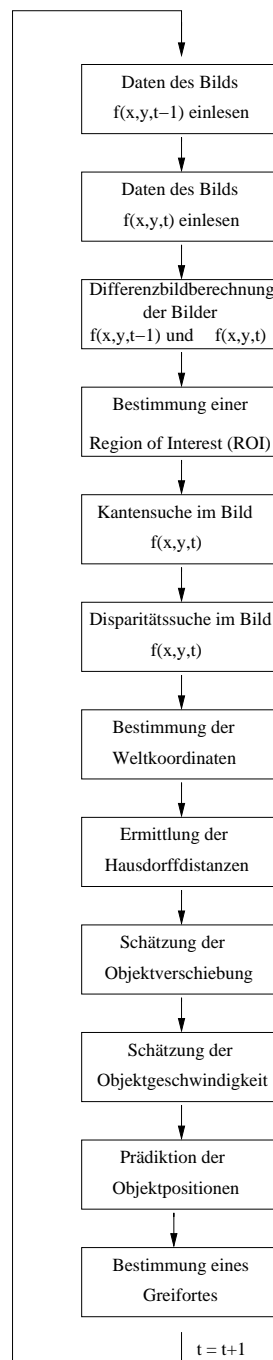 Daten des Bilds
f(x,y,t−1) einlesen
Daten des Bilds
f(x,y,t) einlesen
Differenzbildberechnung
der Bilder
f(x,y,t−1) und f(x,y,t)
Bestimmung einer
Region of Interest (ROI)
Kantensuche im Bild
f(x,y,t)
Disparitätssuche im Bild
f(x,y,t)
Bestimmung der
Weltkoordinaten
Ermittlung der
Hausdorffdistanzen
Schätzung der
Objektverschiebung
Schätzung der
Objektgeschwindigkeit
Prädiktion der
Objektpositionen
Bestimmung eines
Greifortes
t = t+1